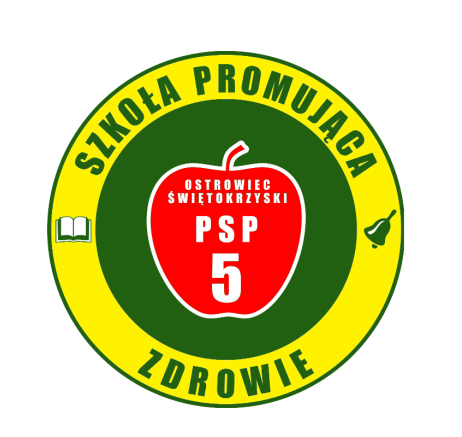 SZKOŁA PROMUJĄCA
OSTROWIEC
ŚWIĘTOKRZYSKI
PSP
5
ZDROWIE